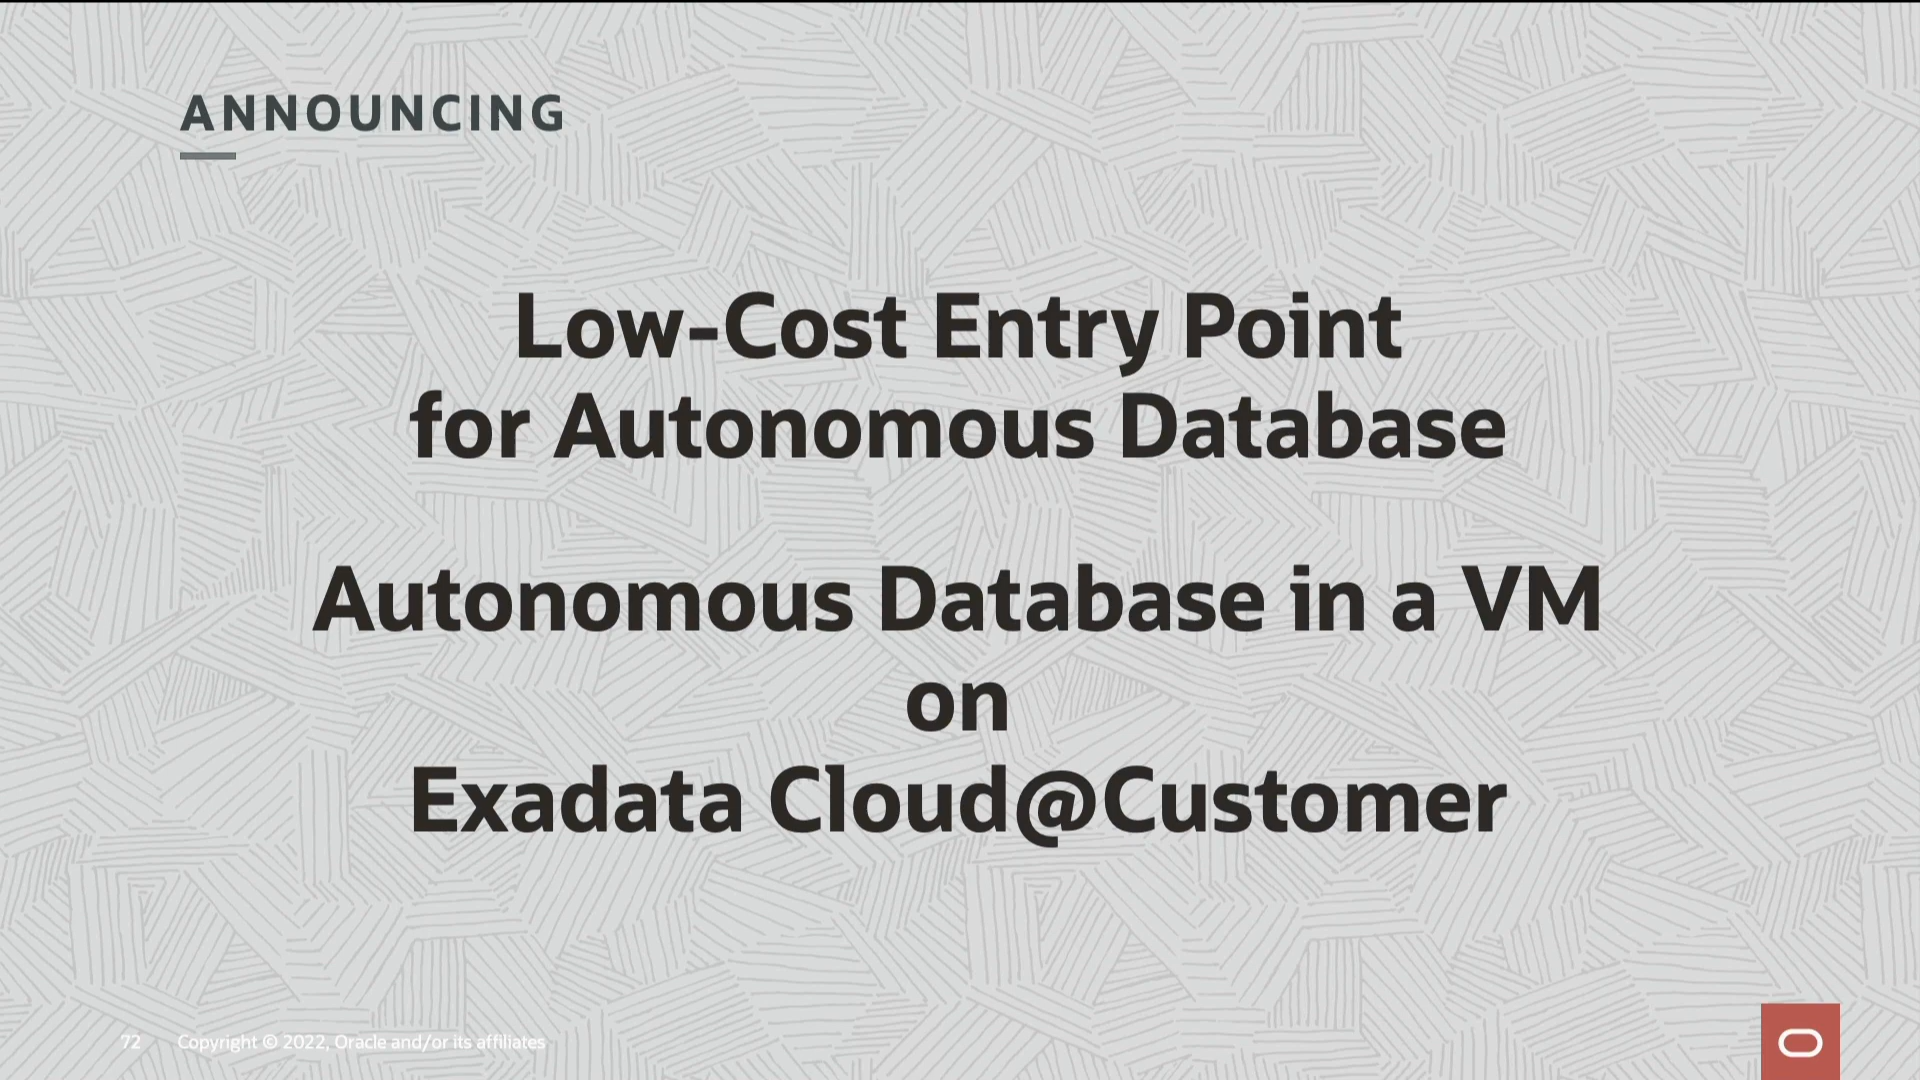 ANNOUNCING
Low-Cost Entry Point
for Autonomous Database
Autonomous Database in a VM
on
Exadata Cloud@Customer
72 Copyright © 2022, Oracle and/or its affiliates